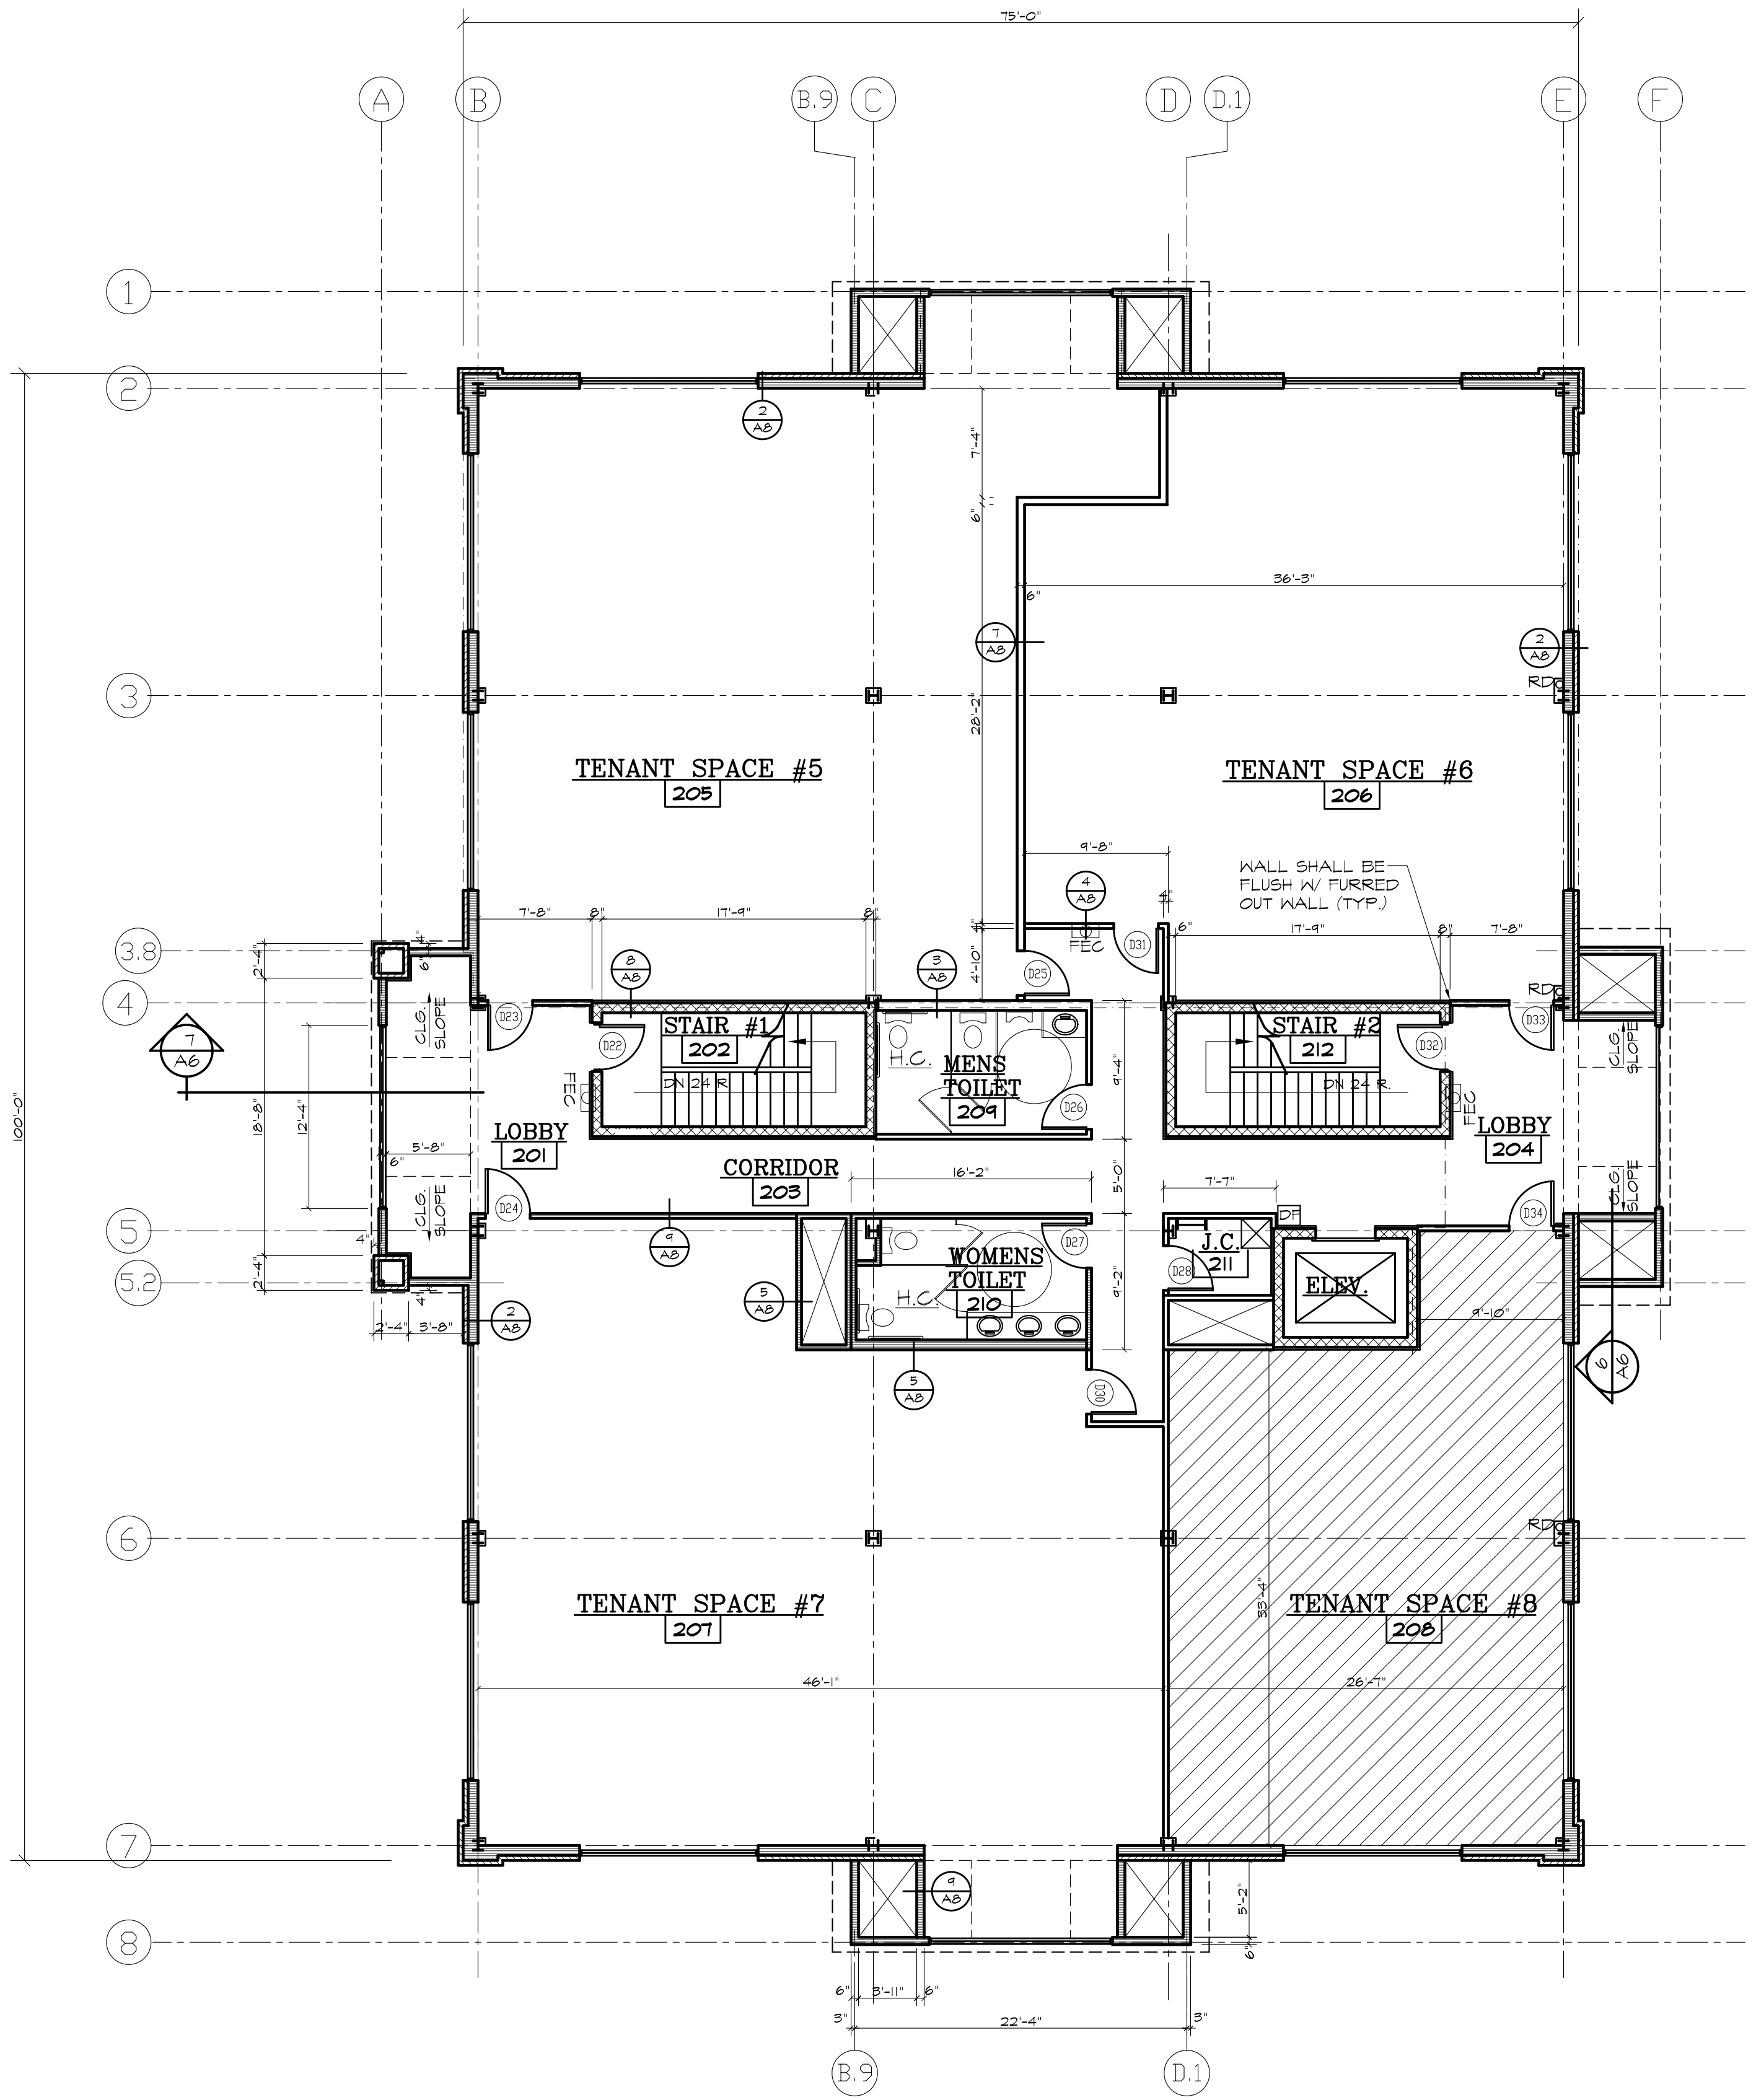 75'-0"
A
B
B.9
C
D
D.1
E
F
1
2
2
A8
7'-4"
6"
36'-3"
6"
7
A8
2
A8
RD
3
28'-2"
TENANT SPACE #5
205
TENANT SPACE #6
206
9'-8"
WALL SHALL BE
FLUSH W/ FURRED
OUT WALL (TYP.)
4
A8
4"
7'-8"
8"
17'-9"
8"
4"
FEC
D31
6"
17'-9"
8"
7'-8"
3.8
2'-4"
4"
6"
8
A8
3
A8
4'-10"
D25
RD
4
CLG.
SLOPE
D23
D22
STAIR #1
202
DN 24 R.
H.C.
MENS
TOILET
209
D26
9'-4"
STAIR #2
212
DN 24 R.
D32
D33
CLG.
SLOPE
7
A6
FEC
FEC
100'-0"
18'-8"
12'-4"
5'-8"
6"
LOBBY
201
LOBBY
204
CORRIDOR
203
16'-2"
5'-0"
7'-7"
CLG.
SLOPE
D24
DF
D34
CLG.
SLOPE
5
4"
9
A8
WOMENS
TOILET
210
H.C.
D27
9'-2"
D28
J.C.
211
ELEV.
5.2
2'-4"
4"
2'-4"
3'-8"
2
A8
5
A8
9'-10"
5
A8
D30
6
A6
6
RD
33'-4"
TENANT SPACE #7
207
TENANT SPACE #8
208
46'-1"
26'-7"
7
9
A8
5'-2"
6"
8
6"
3'-11"
6"
3"
22'-4"
3"
B.9
D.1